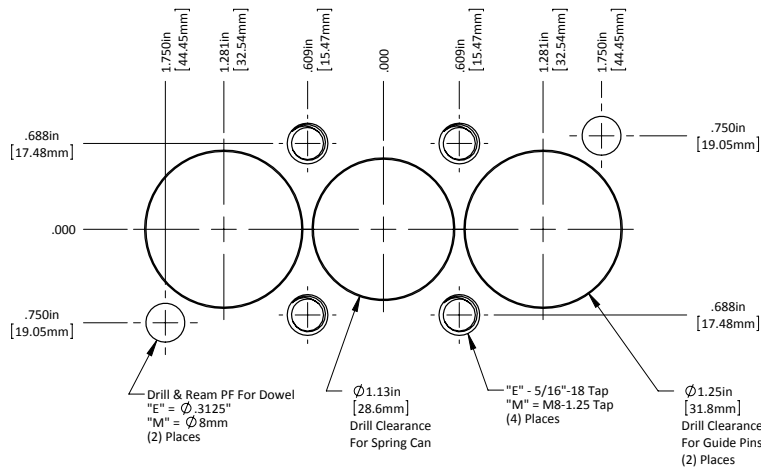 1.750in
[44.45mm]
1.281in
[32.54mm]
.609in
[15.47mm]
.000
.609in
[15.47mm]
1.281in
[32.54mm]
1.750in
[44.45mm]
.688in
[17.48mm]
.750in
[19.05mm]
.000
.750in
[19.05mm]
.688in
[17.48mm]
Drill & Ream PF For Dowel
"E" = Ø.3125"
"M" = Ø8mm
(2) Places
Ø1.13in
[28.6mm]
Drill Clearance
For Spring Can
"E" - 5/16"-18 Tap
"M" = M8-1.25 Tap
(4) Places
Ø1.25in
[31.8mm]
Drill Clearance
For Guide Pins
(2) Places